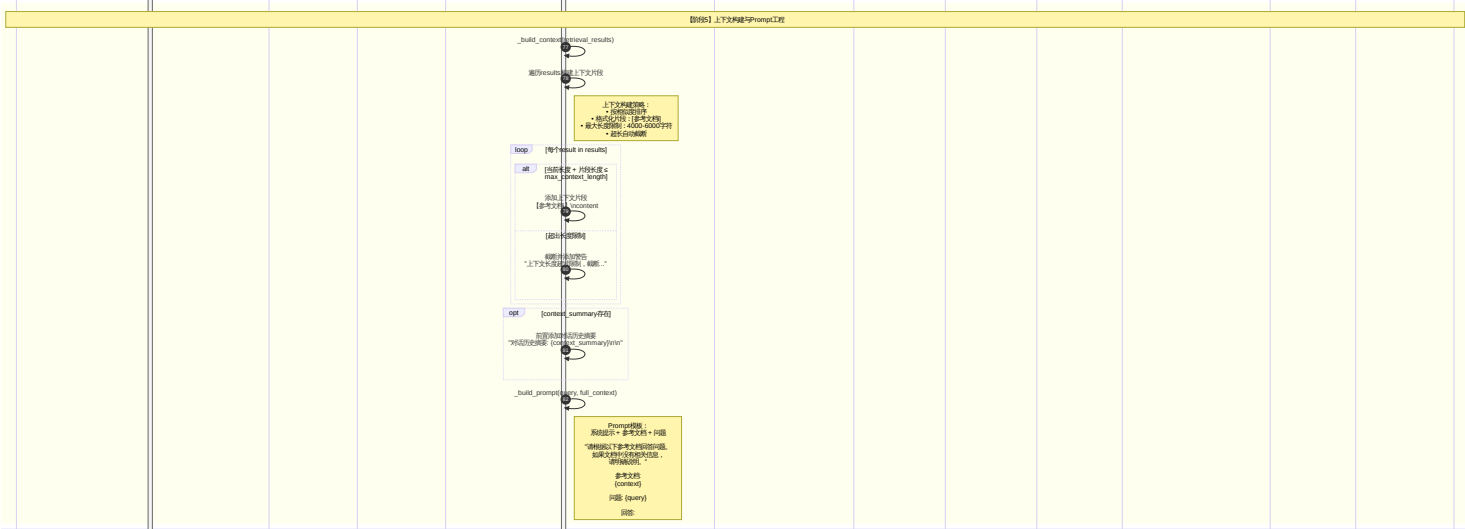 【阶段5】上下文构建与Prompt工程
_build_context(retrieval_results)
77
遍历results构建上下文片段
78
上下文构建策略：
• 按相似度排序
• 格式化片段：[参考文档]
• 最大长度限制：4000-6000字符
• 超长自动截断
loop [每个result in results]
alt [当前长度 + 片段长度 ≤
max_context_length]
添加上下文片段
【参考文档】\ncontent
79
[超出长度限制]
截断并添加警告
"上下文长度超过限制，截断..."
80
opt [context_summary存在]
前置添加对话历史摘要
"对话历史摘要: {context_summary}\n\n"
81
_build_prompt(query, full_context)
82
Prompt模板：
系统提示 + 参考文档 + 问题
"请根据以下参考文档回答问题。
如果文档中没有相关信息，
请明确说明。"
参考文档:
{context}
问题: {query}
回答: